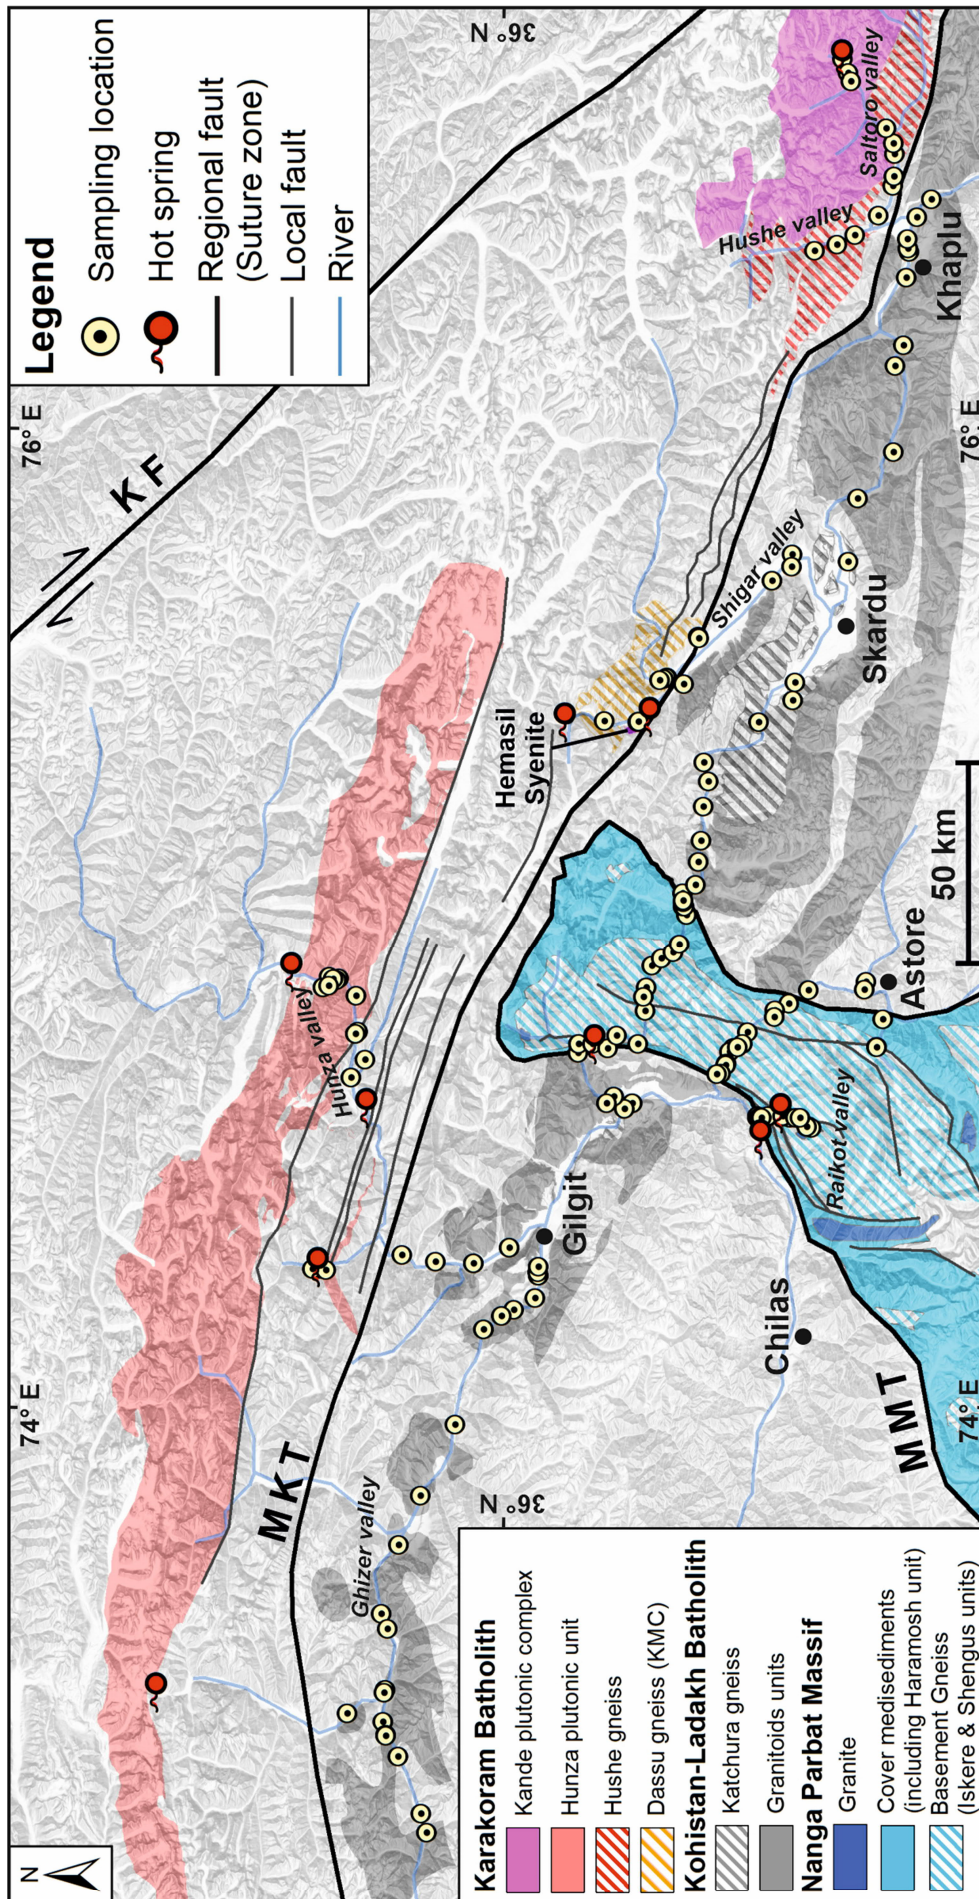 N
74° E
76° E
36° N
Legend
Sampling location
Hot spring
Regional fault
(Suture zone)
Local fault
River
KF
MKT
MMT
Hunza valley
Ghizer valley
Hemasil
Syenite
Shigar valley
Hushe valley
Saltoro valley
Khaplu
Skardu
Gilgit
Chilas
Astore
Raikot valley
50 km
36° N
74° E
76° E
Karakoram Batholith
Kande plutonic complex
Hunza plutonic unit
Hushe gneiss
Dassu gneiss (KMC)
Kohistan-Ladakh Batholith
Katchura gneiss
Granitoids units
Nanga Parbat Massif
Granite
Cover medisediments
(including Haramosh unit)
Basement Gneiss
(Iskere & Shengus units)